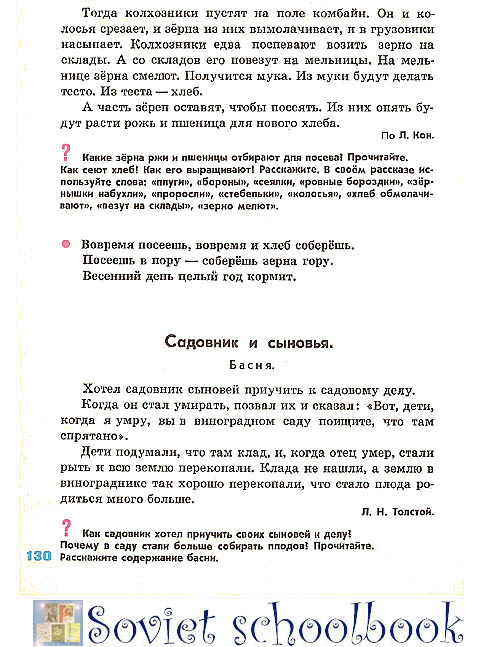 Тогда колхозники пустят на поле комбайн. Он и ко-
лосья срезает, и зёрна из них вымолачивает, и в грузовики
насыпает. Колхозники едва поспевают возить зерно на
склады. А со складов его повезут на мельницы. На мель-
нице зёрна смелют. Получится мука. Из муки будут делать
тесто. Из теста — хлеб.
А часть зёрен оставят, чтобы посеять. Из них опять бу-
дут расти рожь и пшеница для нового хлеба.
По Л. Кон.
? Какие зёрна ржи и пшеницы отбирают для посева? Прочитайте.
Как сеют хлеб? Как его выращивают? Расскажите. В своём рассказе ис-
пользуйте слова: «плуги», «бороны», «сеялки, «ровные бороздки», «зёр-
нышки набухли», «проросли», «стебельки», «колосья», «хлеб обмолачи-
вают», «везут на склады», «зерно мелют».
Вовремя посеешь, вовремя и хлеб соберёшь.
Посеешь в пору — соберёшь зерна гору.
Весенний день целый год кормит.
Садовник и сыновья.
Басня.
Хотел садовник сыновей приучить к садовому делу.
Когда он стал умирать, позвал их и сказал: «Вот, дети,
когда я умру, вы в виноградном саду поищите, что там
спрятано».
Дети подумали, что там клад, и, когда отец умер, стали
рыть и всю землю перекопали. Клада не нашли, а землю в
винограднике так хорошо перекопали, что стало плода ро-
диться много больше.
Л. Н. Толстой.
? Как садовник хотел приучить своих сыновей к делу?
Почему в саду стали больше собирать плодов? Прочитайте.
130 Расскажите содержание басни.
Soviet schoolbook